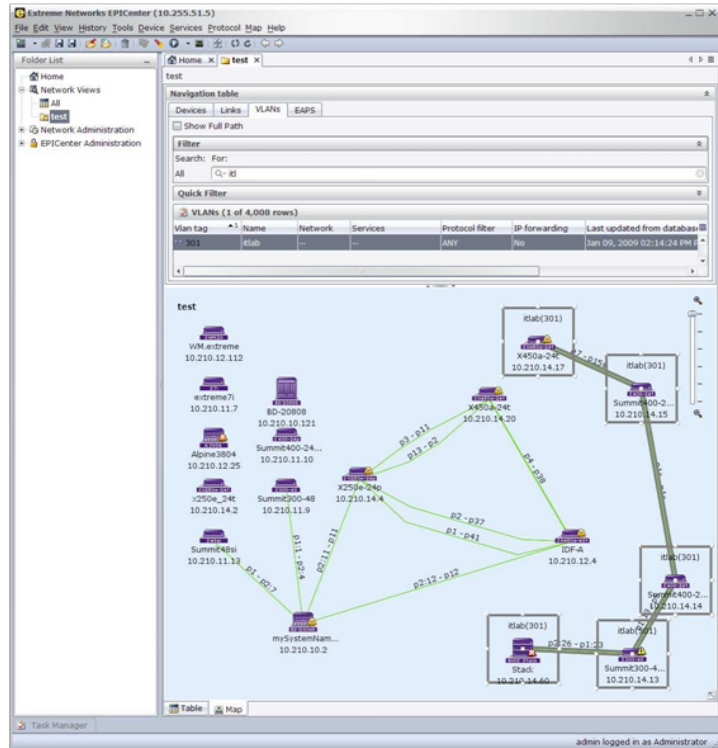 Extreme Networks EPICenter (10.255.51.5)
File Edit View History Tools Device Services Protocol Map Help
Folder List
Home
Network Views
All
test
Network Administration
EPICenter Administration
Home
test
test
Navigation table
Devices Links VLANs EAPS
Show Full Path
Filter
Search: For:
All itl
Quick Filter
VLANs (1 of 4,008 rows)
Vlan tag 1 Name Network Services Protocol filter IP forwarding Last updated from databas
301 itlab -- -- ANY No Jan 09, 2009 02:14:24 PM
test
WM.extreme
10.210.12.112
extreme7i
10.210.11.7
BD-20808
10.210.10.121
Alpine3804
10.210.12.25
Summit400-24...
10.210.11.10
10.210.14.2
Summit300-48
10.210.11.9
Summit48si
10.210.11.13
X250e-24p
10.210.14.4
X450a-24t
10.210.14.20
IDF-A
10.210.12.4
mySystemNam...
10.210.10.2
p3 - p11
p13 - p2
p4 - p38
p2 - p37
p1 - p41
p2:11 - p11
p1:1 - p2:4
p1 - p2:7
p2:12 - p12
itlab(301)
X450a-24t
10.210.14.17
itlab(301)
Summit400-2...
10.210.14.15
itlab(301)
Summit400-2...
10.210.14.14
itlab(301)
Summit300-4...
10.210.14.13
itlab(301)
Stack
10.210.14.60
p2:26 - p1:23
Table
Map
Task Manager
admin logged in as Administrator